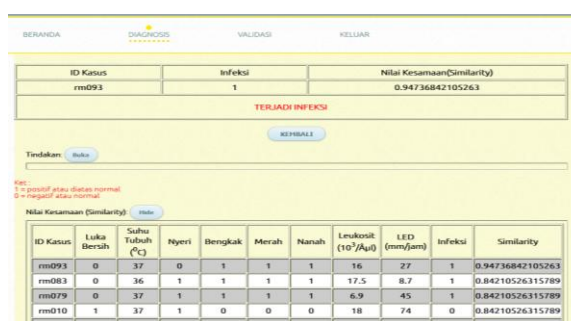 BERANDA DIAGNOSIS VALIDASI KELUAR
ID Kasus Infeksi Nilai Kesamaan(Similarity)
rm093 1 0.94736842105263
TERJADI INFEKSI
KEMBALI
Tindakan: Buka
Ket :
1 = positif atau diatas normal
0 = negatif atau normal
Nilai Kesamaan (Similarity): Hide
ID Kasus Luka Bersih Suhu Tubuh (⁰C) Nyeri Bengkak Merah Nanah Leukosit (10³/Âµl) LED (mm/jam) Infeksi Similarity
rm093 0 37 0 1 1 1 16 27 1 0.94736842105263
rm083 0 36 1 1 1 1 17.5 8.7 1 0.84210526315789
rm079 0 37 1 1 1 1 6.9 45 1 0.84210526315789
rm010 1 37 1 0 0 0 18 74 0 0.84210526315789